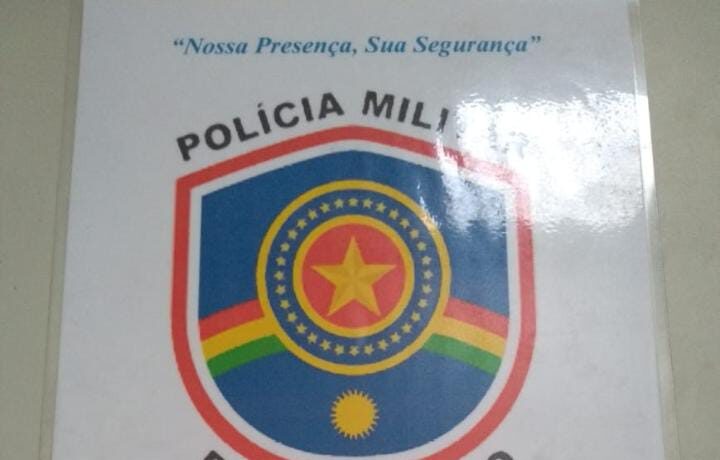 “Nossa Presença, Sua Segurança”
POLÍCIA MILI